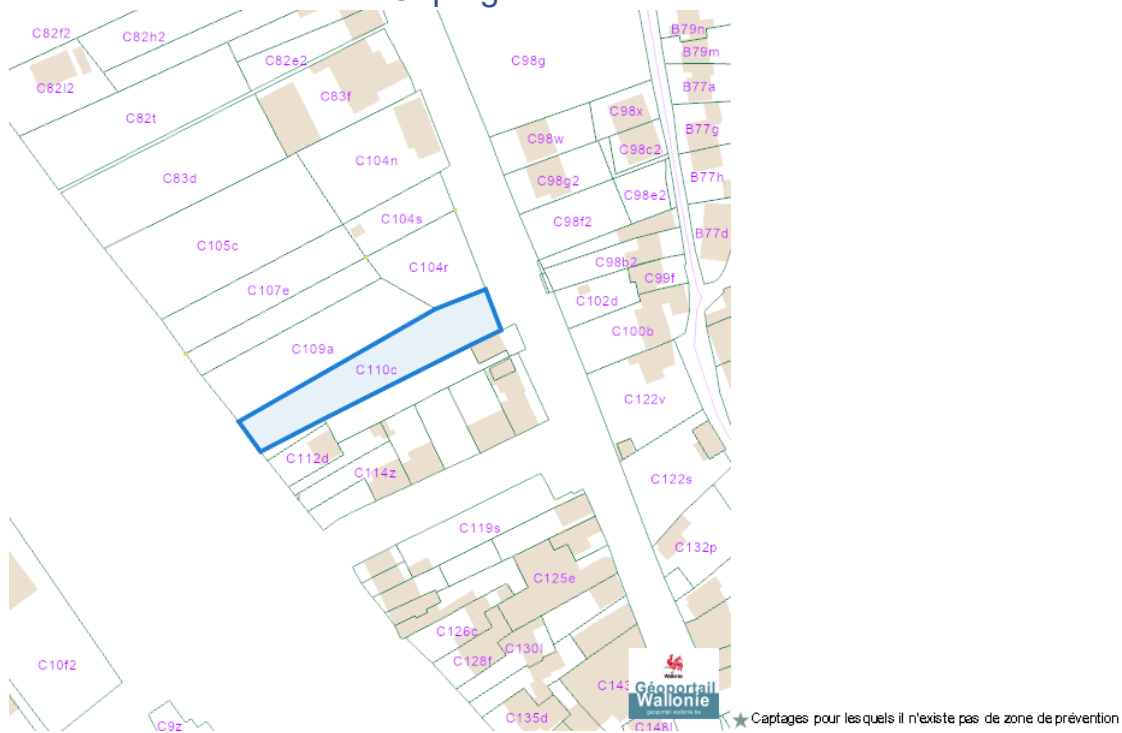 C82f2
C82h2
C82e2
C82l2
C83f
C82t
C98g
B79n
B79m
B77a
C98x
B77g
C98w
C98c2
C104n
C83d
C98g2
C98e2
B77h
C104s
C98f2
B77d
C105c
C98b2
C104r
C99f
C107e
C102d
C100b
C109a
C110c
C122v
C112d
C114z
C122s
C119s
C132p
C125e
C126c
C130l
C128f
C10f2
C143
C135d
C9z
C148l
Wallonie
Géoportail
Wallonie
geoportail.wallonie.be
Captages pour lesquels il n'existe pas de zone de prévention